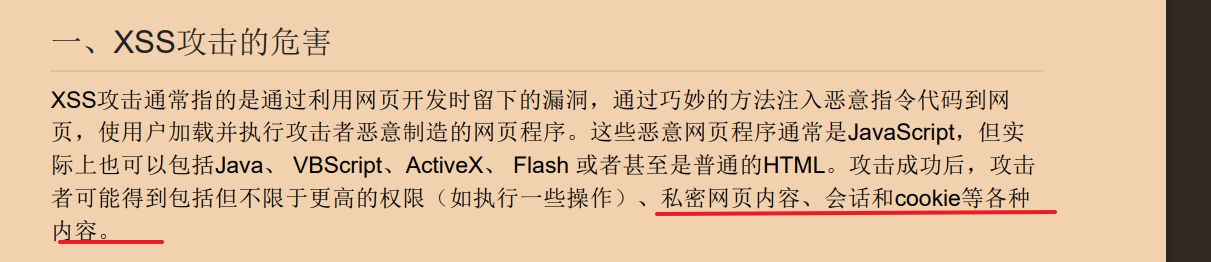 一、XSS攻击的危害
XSS攻击通常指的是通过利用网页开发时留下的漏洞，通过巧妙的方法注入恶意指令代码到网
页，使用户加载并执行攻击者恶意制造的网页程序。这些恶意网页程序通常是JavaScript，但实
际上也可以包括Java、 VBScript、ActiveX、 Flash 或者甚至是普通的HTML。攻击成功后，攻击
者可能得到包括但不限于更高的权限（如执行一些操作）、私密网页内容、会话和cookie等各种
内容。